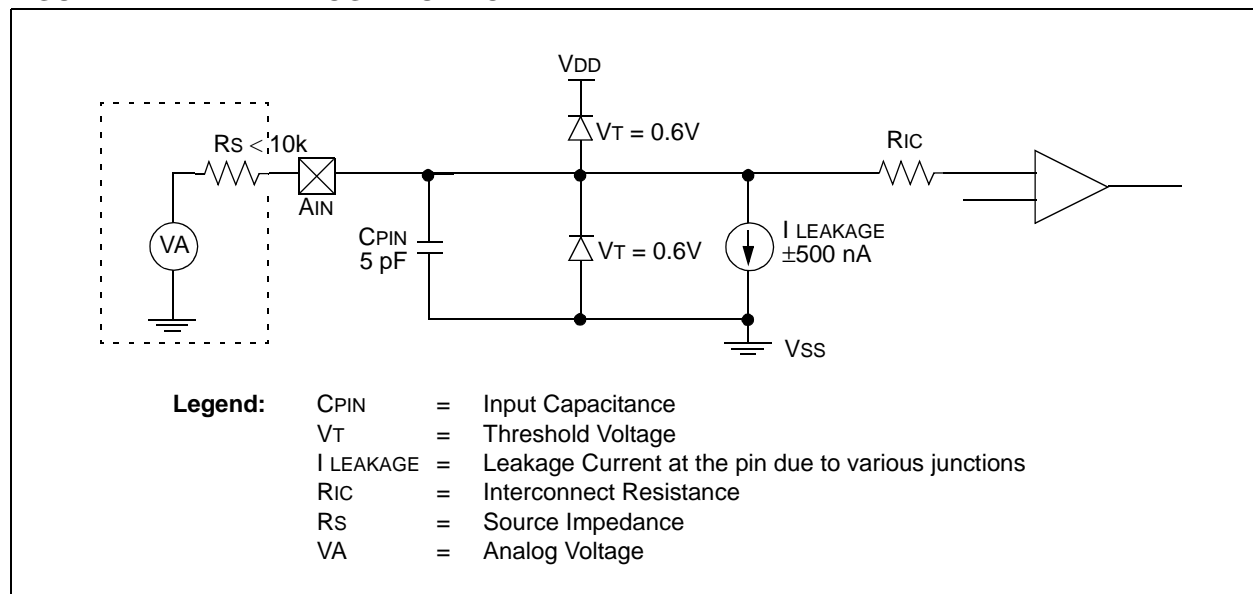 VDD
VT = 0.6V
RIC
RS < 10k
AIN
VA
CPIN
5 pF
VT = 0.6V
I LEAKAGE
±500 nA
VSS
Legend: CPIN = Input Capacitance
VT = Threshold Voltage
I LEAKAGE = Leakage Current at the pin due to various junctions
RIC = Interconnect Resistance
RS = Source Impedance
VA = Analog Voltage